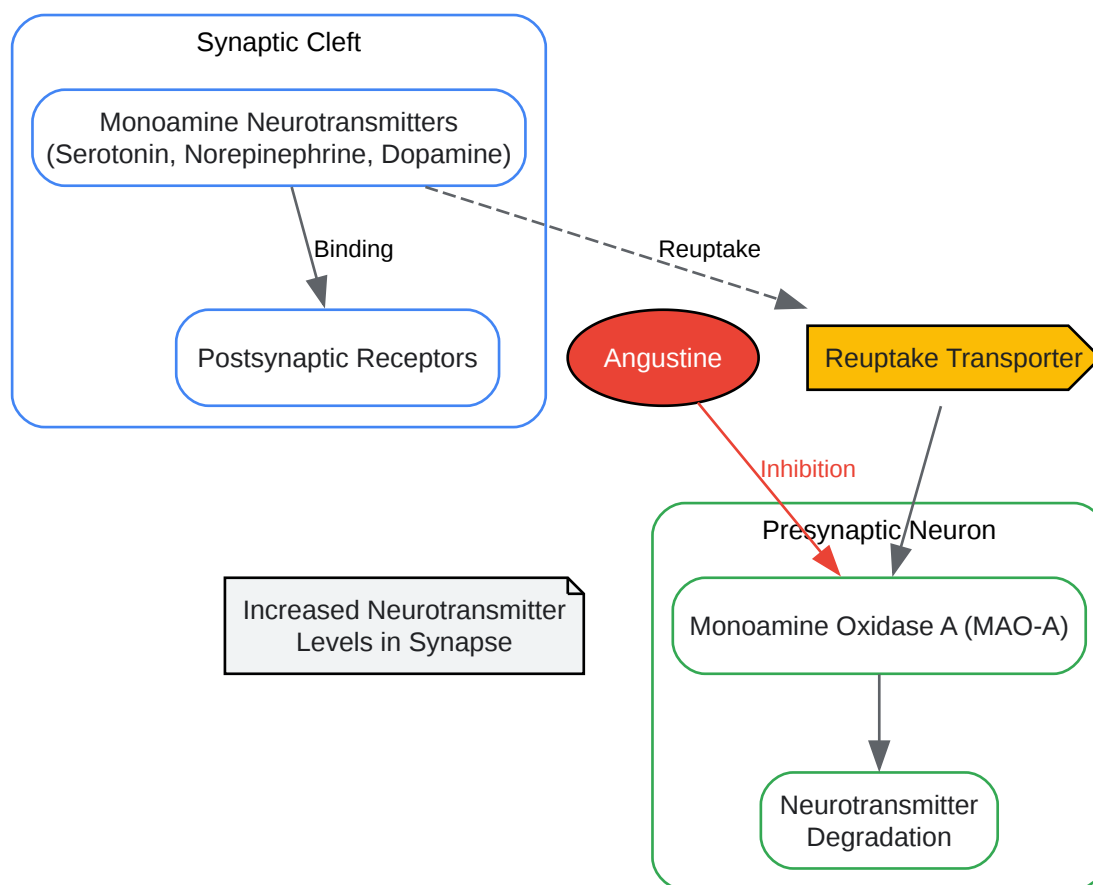 Synaptic Cleft
Monoamine Neurotransmitters
(Serotonin, Norepinephrine, Dopamine)
Binding
Reuptake
Postsynaptic Receptors
Angustine
Reuptake Transporter
Inhibition
Presynaptic Neuron
Increased Neurotransmitter
Levels in Synapse
Monoamine Oxidase A (MAO-A)
Neurotransmitter
Degradation